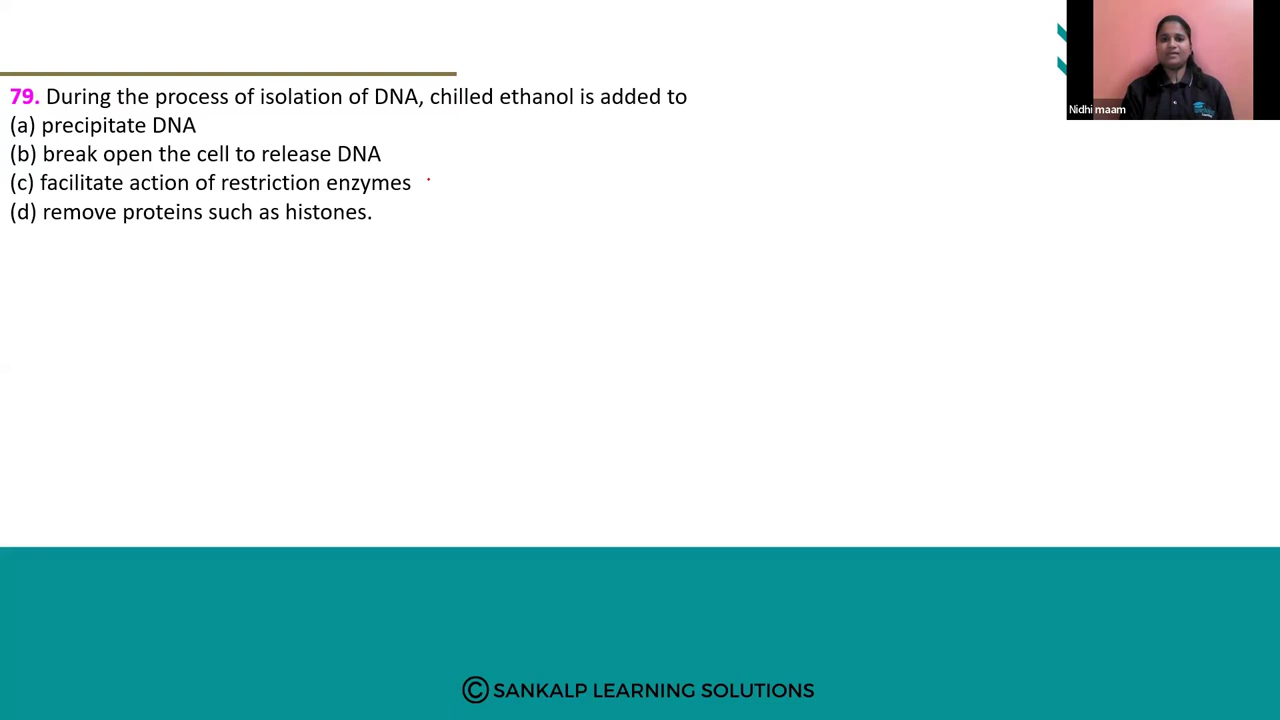 Nidhi maam
79. During the process of isolation of DNA, chilled ethanol is added to
(a) precipitate DNA
(b) break open the cell to release DNA
(c) facilitate action of restriction enzymes
(d) remove proteins such as histones.
© SANKALP LEARNING SOLUTIONS